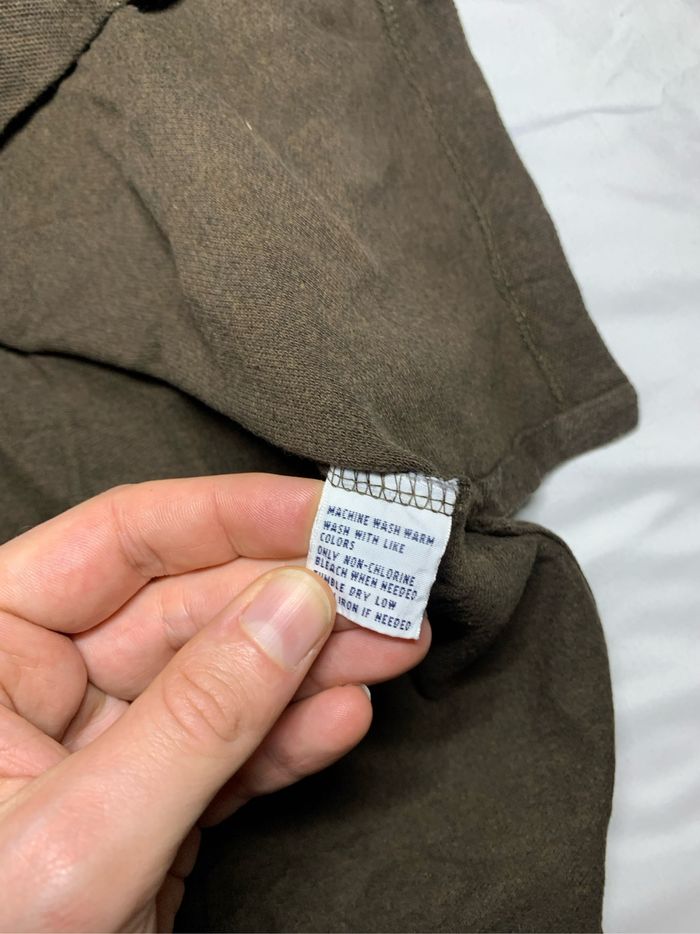 MACHINE WASH WARM
WASH WITH LIKE
COLORS
ONLY NON-CHLORINE
BLEACH WHEN NEEDED
TUMBLE DRY LOW
IRON IF NEEDED